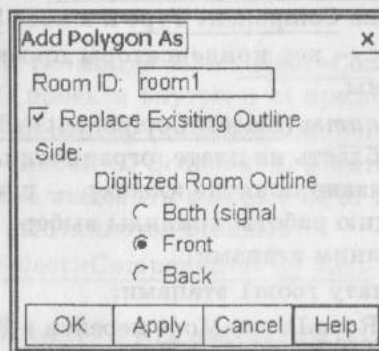 Add Polygon As
Room ID: room1
Replace Exisiting Outline
Side:
Digitized Room Outline
Both (signal
Front
Back
OK Apply Cancel Help